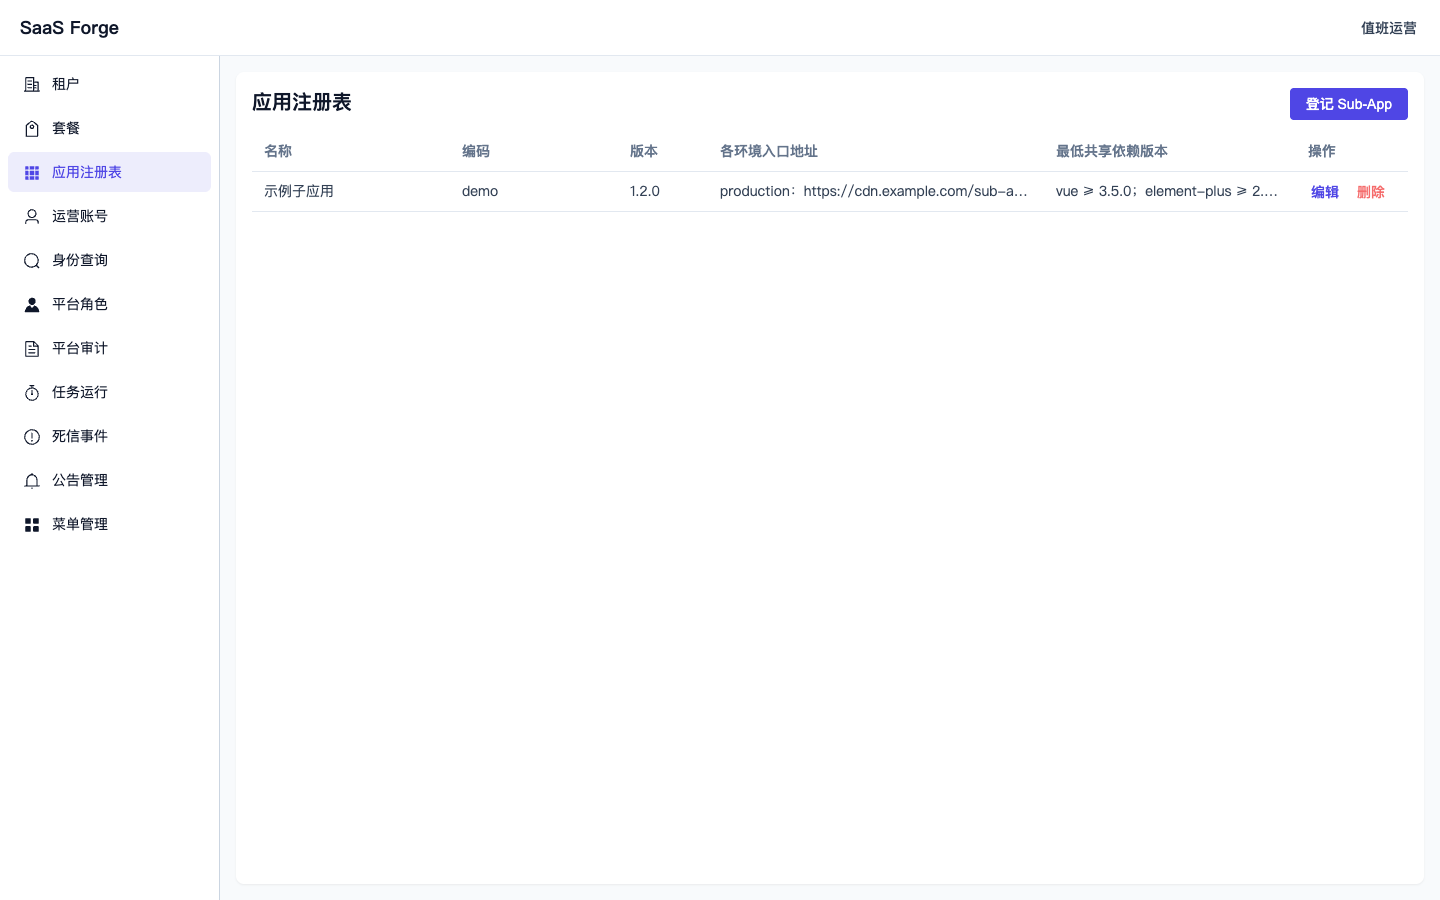 SaaS Forge
值班运营
租户
套餐
应用注册表
运营账号
身份查询
平台角色
平台审计
任务运行
死信事件
公告管理
菜单管理
应用注册表
登记 Sub-App
名称 编码 版本 各环境入口地址 最低共享依赖版本 操作
示例子应用 demo 1.2.0 production：https://cdn.example.com/sub-a... vue ≥ 3.5.0；element-plus ≥ 2.... 编辑 删除